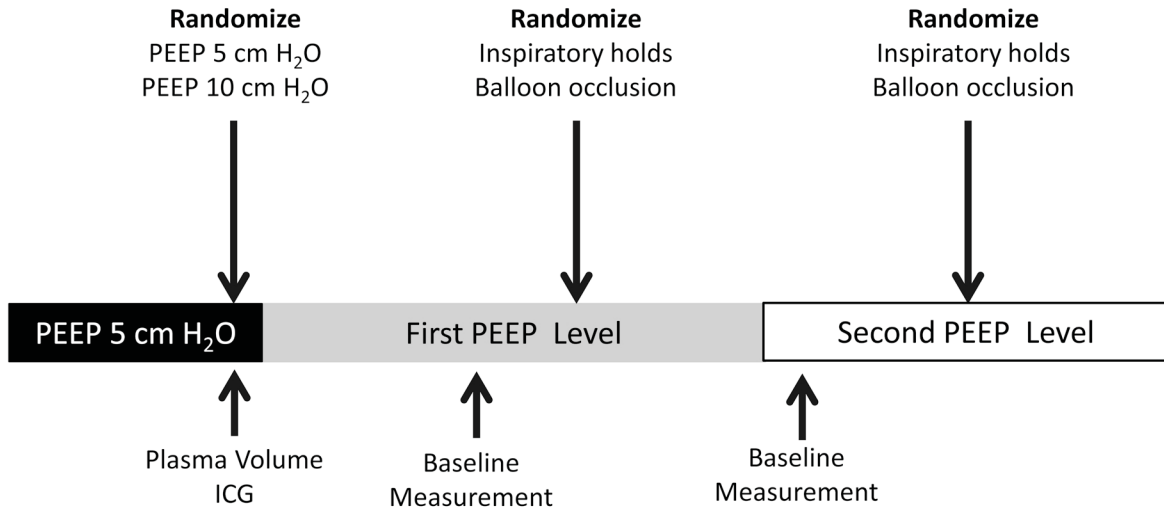 Randomize
PEEP 5 cm H₂O
PEEP 10 cm H₂O
Randomize
Inspiratory holds
Balloon occlusion
Randomize
Inspiratory holds
Balloon occlusion
PEEP 5 cm H₂O
First PEEP Level
Second PEEP Level
Plasma Volume
ICG
Baseline
Measurement
Baseline
Measurement